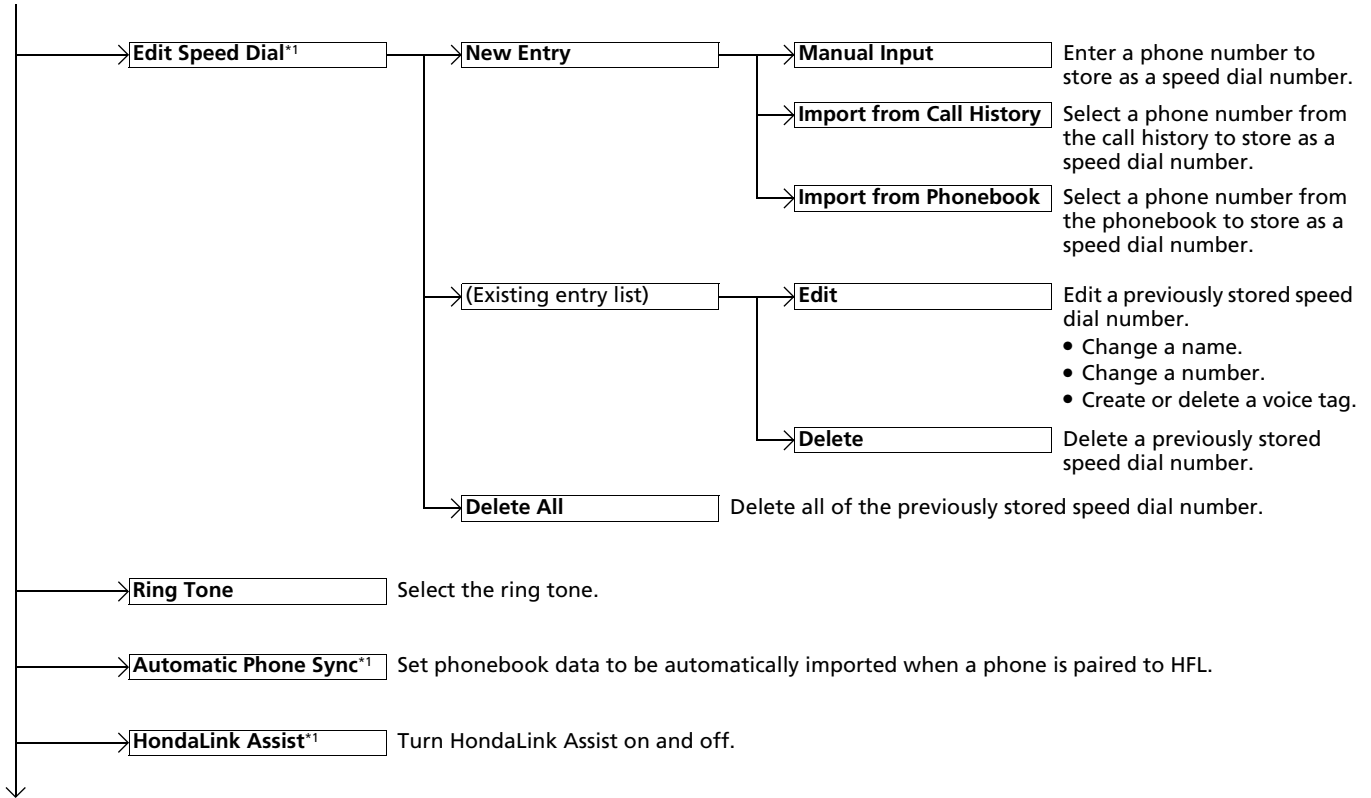 Edit Speed Dial*1
New Entry
Manual Input
Enter a phone number to
store as a speed dial number.
Import from Call History
Select a phone number from
the call history to store as a
speed dial number.
Import from Phonebook
Select a phone number from
the phonebook to store as a
speed dial number.
(Existing entry list)
Edit
Edit a previously stored speed
dial number.
• Change a name.
• Change a number.
• Create or delete a voice tag.
Delete
Delete a previously stored
speed dial number.
Delete All
Delete all of the previously stored speed dial number.
Ring Tone
Select the ring tone.
Automatic Phone Sync*1
Set phonebook data to be automatically imported when a phone is paired to HFL.
HondaLink Assist*1
Turn HondaLink Assist on and off.